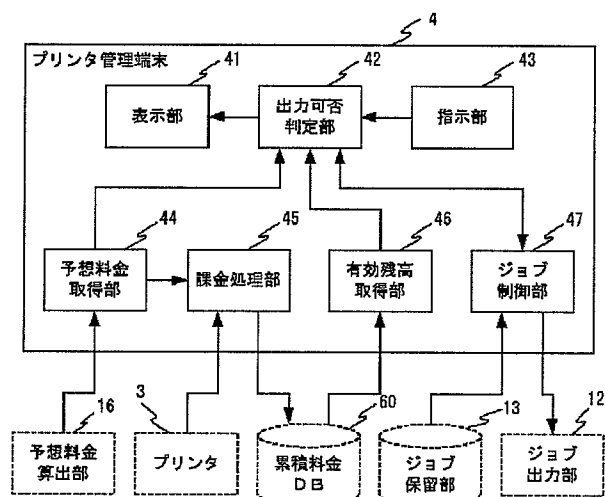 4
プリンタ管理端末
41
42
43
表示部
出力可否
判定部
指示部
44
45
46
47
予想料金
取得部
課金処理部
有効残高
取得部
ジョブ
制御部
16
3
60
13
12
予想料金
算出部
プリンタ
累積料金
DB
ジョブ
保留部
ジョブ
出力部